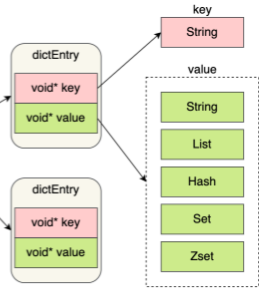 key
String
dictEntry
void* key
void* value
value
String
List
Hash
Set
Zset
dictEntry
void* key
void* value